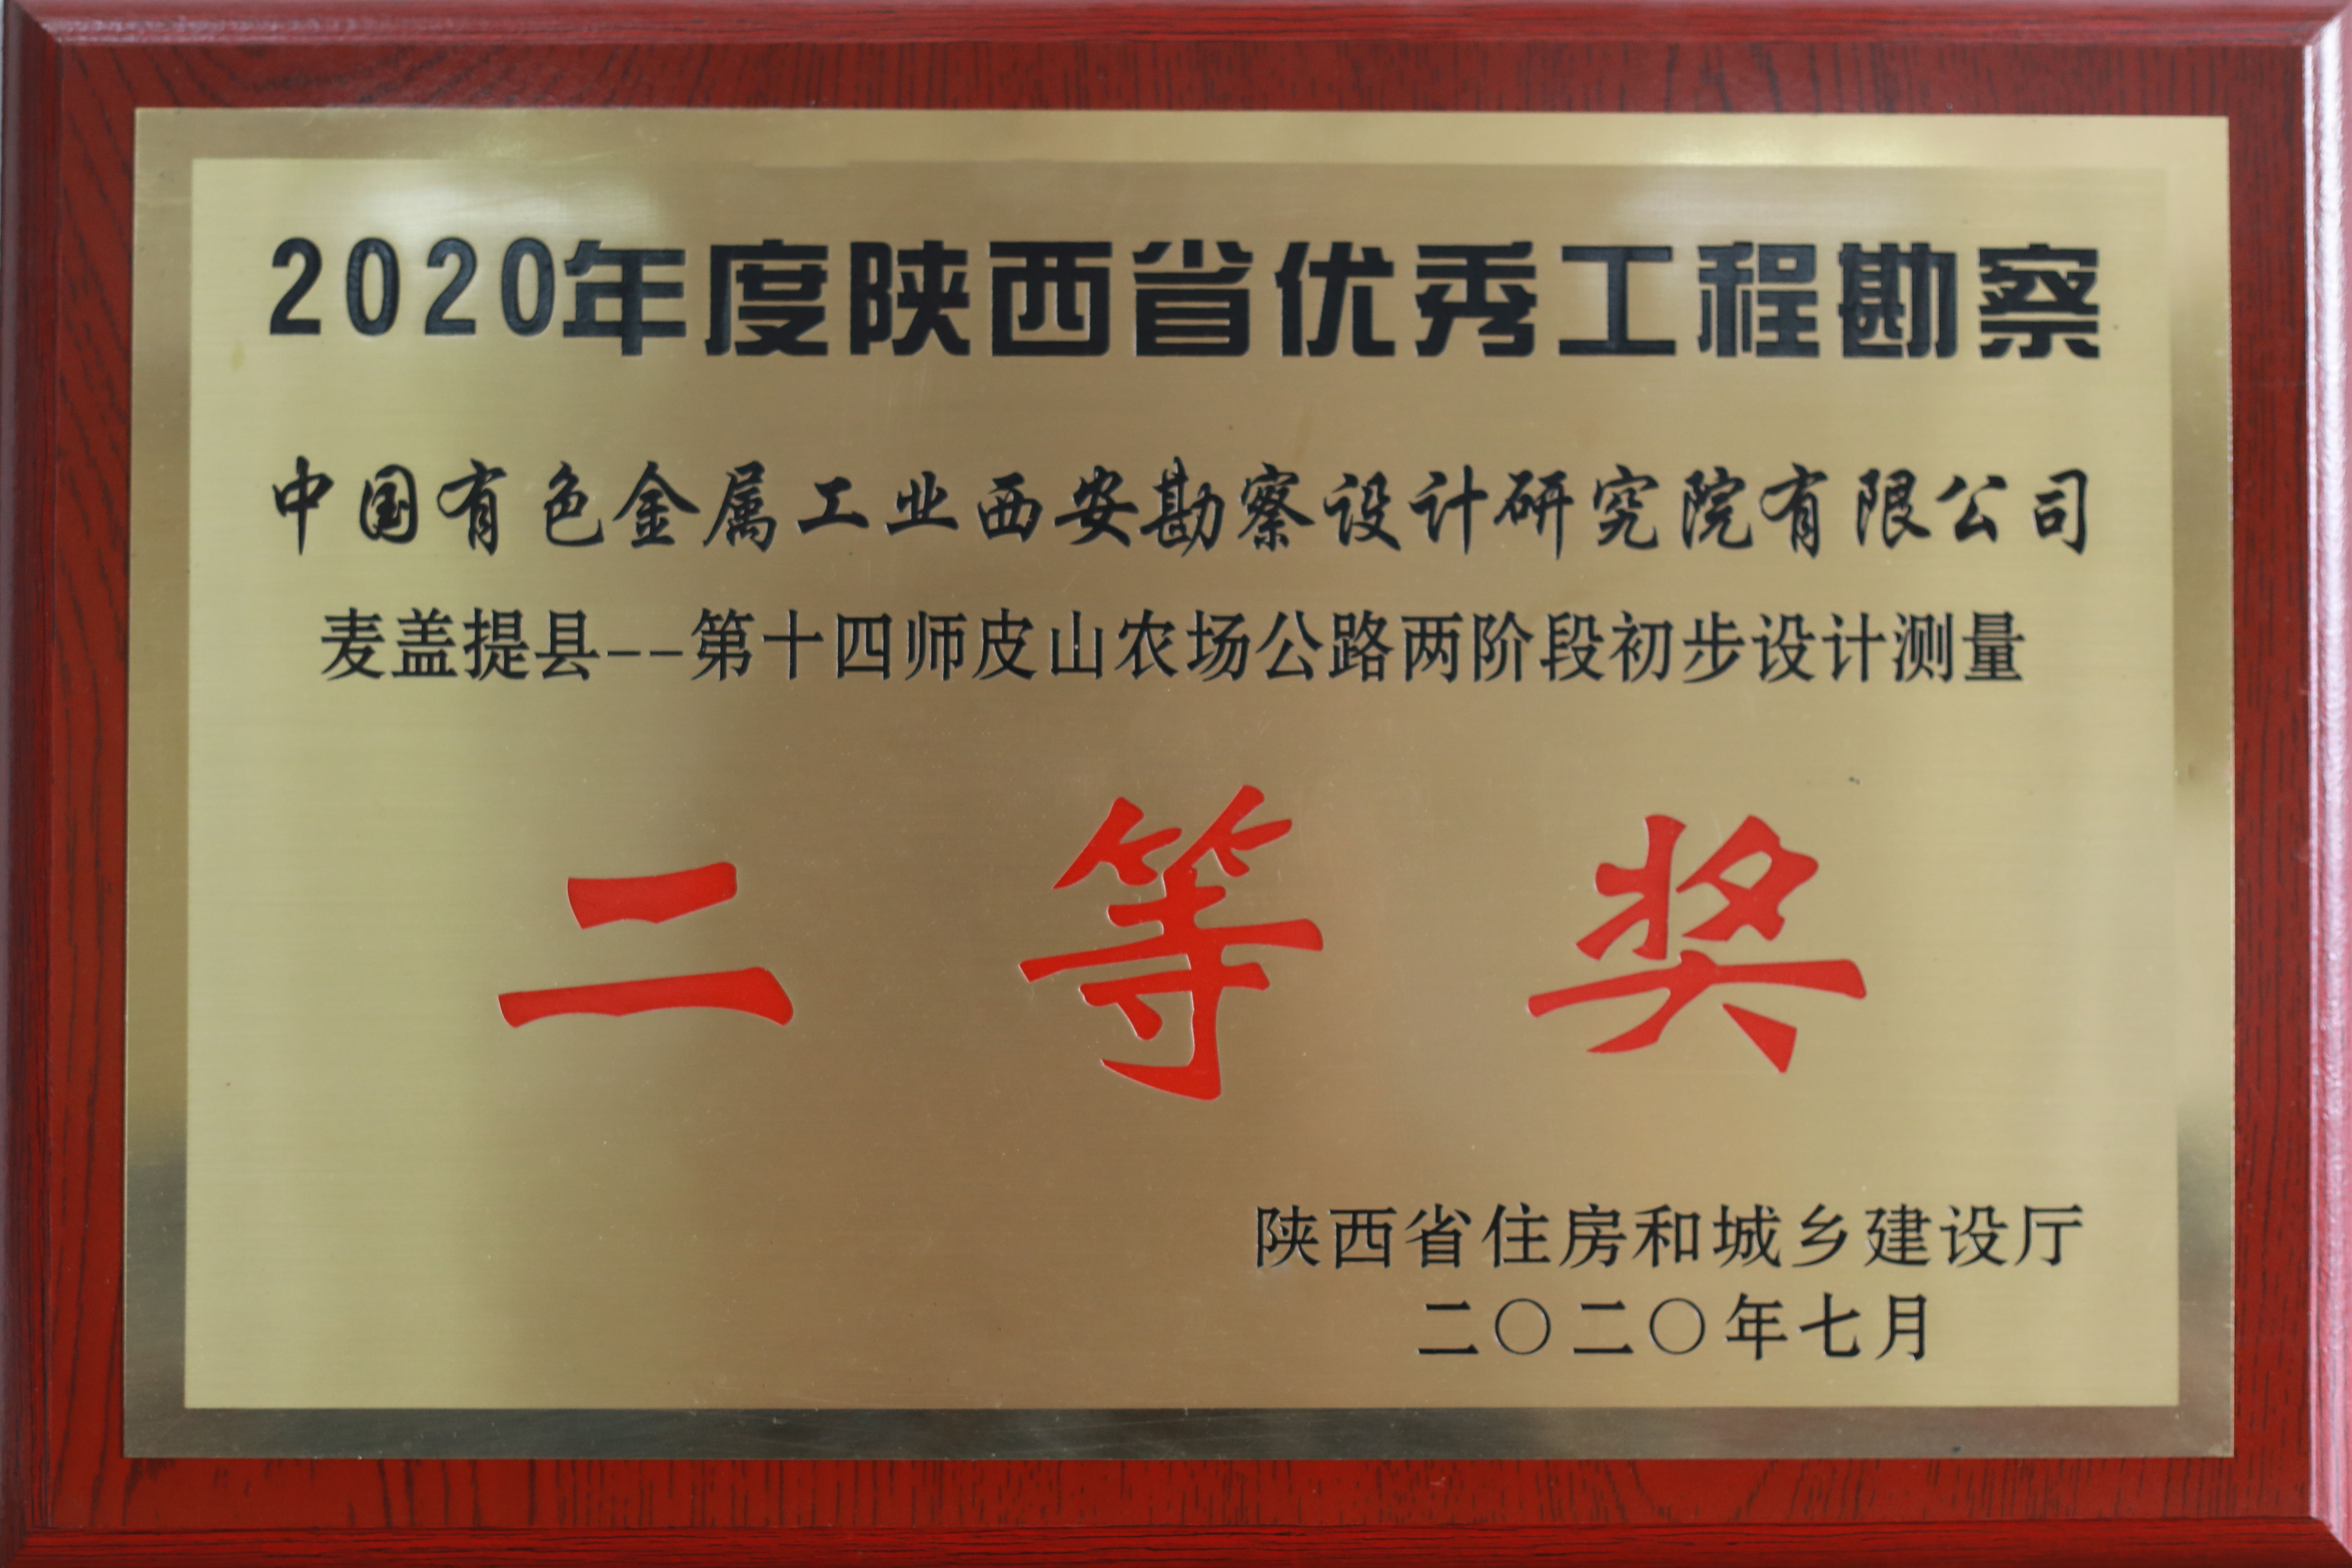 2020年度陕西省优秀工程勘察
中国有色金属工业西安勘察设计研究院有限公司
麦盖提县--第十四师皮山农场公路两阶段初步设计测量
二等奖
陕西省住房和城乡建设厅
二〇二〇年七月